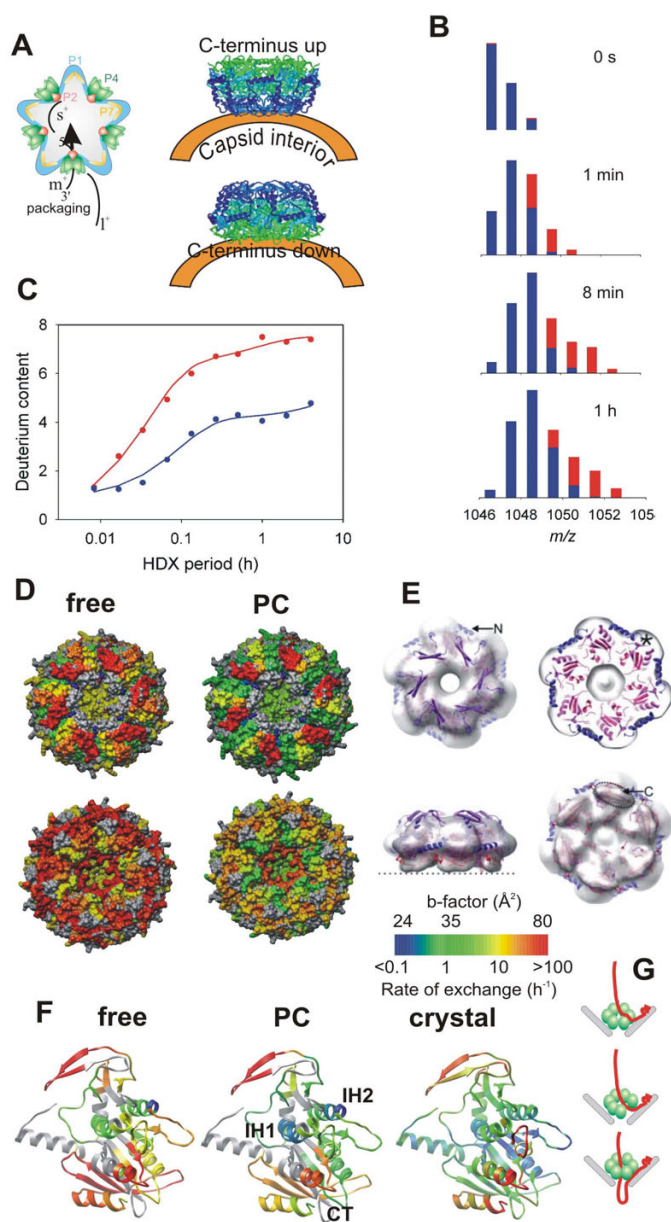 A
P1
P4
P2
P7
s+
5'
m+
3'
packaging
l+
C-terminus up
Capsid interior
C-terminus down
B
0 s
1 min
8 min
1 h
1046 1048 1050 1052 105
m/z
C
8
6
4
2
0
Deuterium content
0.01 0.1 1 10
HDX period (h)
D
free PC
E
N
*
C
b-factor (Å2)
24 35 80
<0.1 1 10 >100
Rate of exchange (h-1)
F
free PC crystal
IH2
IH1
CT
G